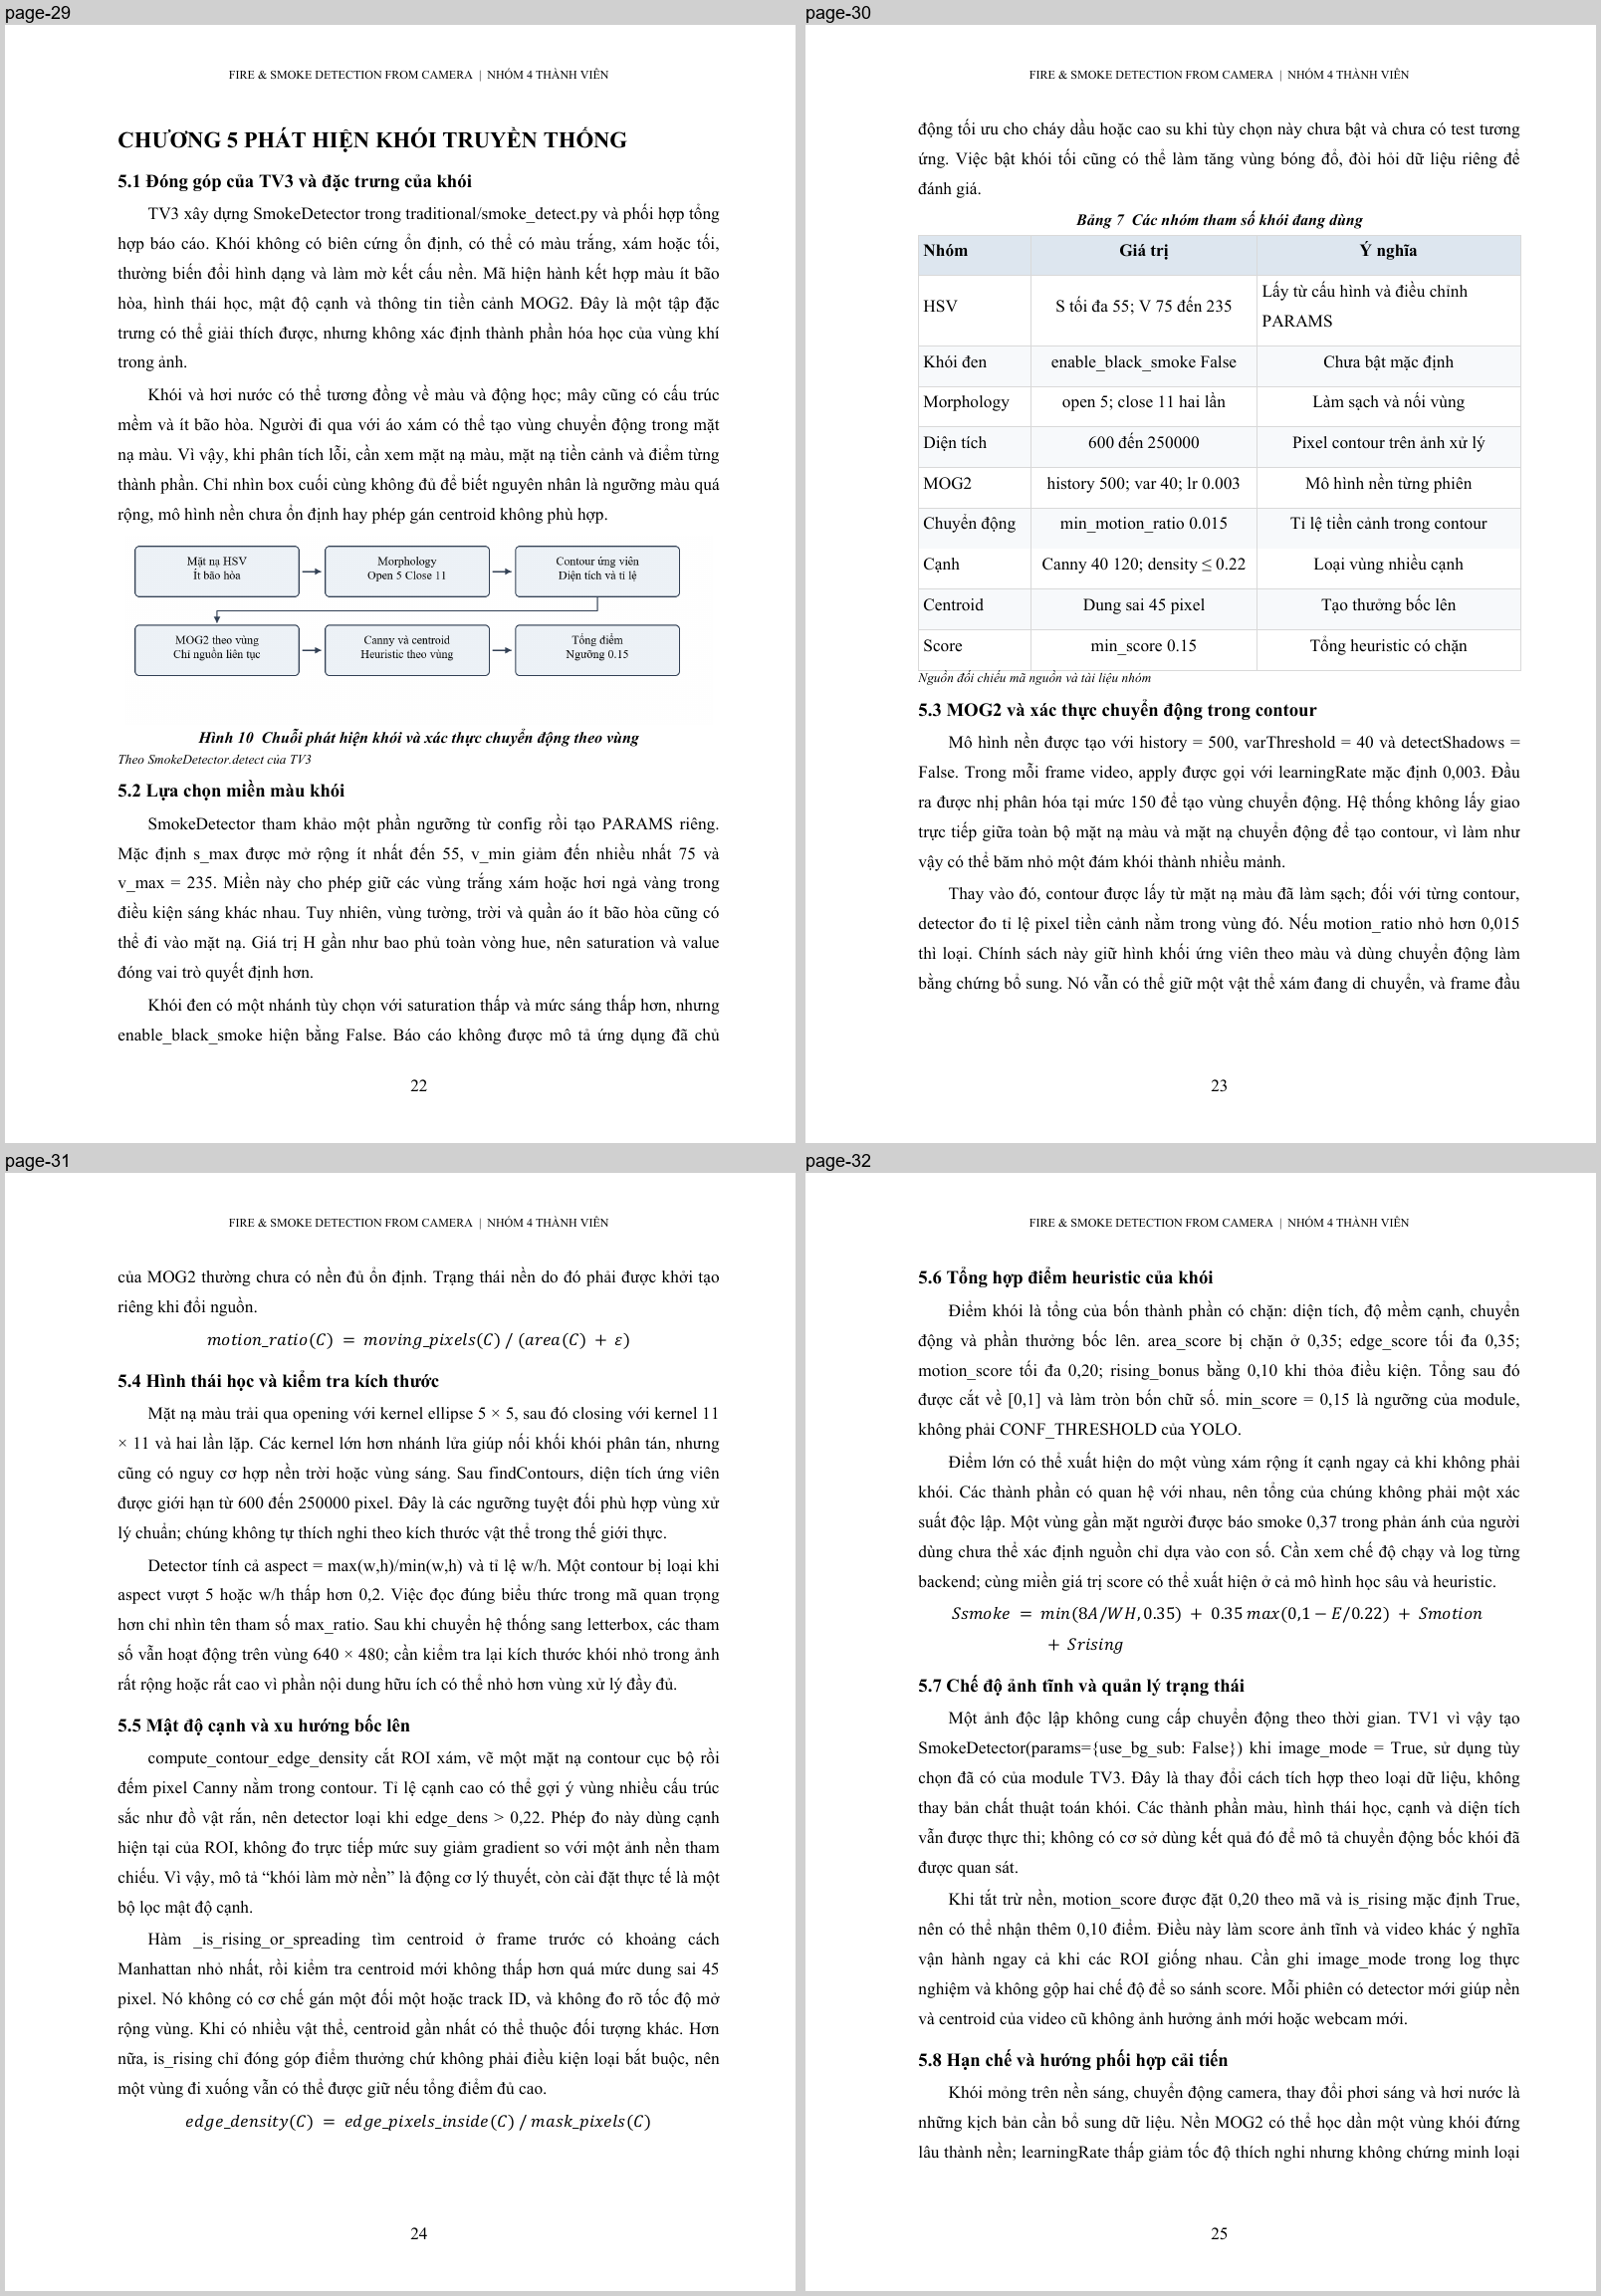 page-29
FIRE & SMOKE DETECTION FROM CAMERA | NHÓM 4 THÀNH VIÊN
CHƯƠNG 5 PHÁT HIỆN KHÓI TRUYỀN THỐNG
5.1 Đóng góp của TV3 và đặc trưng của khói
TV3 xây dựng SmokeDetector trong traditional/smoke_detect.py và phối hợp tổng
hợp báo cáo. Khói không có biên cứng ổn định, có thể có màu trắng, xám hoặc tối,
thường biến đổi hình dạng và làm mờ kết cấu nền. Mã hiện hành kết hợp màu ít bão
hòa, hình thái học, mật độ cạnh và thông tin tiền cảnh MOG2. Đây là một tập đặc
trưng có thể giải thích được, nhưng không xác định thành phần hóa học của vùng khí
trong ảnh.
Khói và hơi nước có thể tương đồng về màu và động học; mây cũng có cấu trúc
mềm và ít bão hòa. Người đi qua với áo xám có thể tạo vùng chuyển động trong mặt
nạ màu. Vì vậy, khi phân tích lỗi, cần xem mặt nạ màu, mặt nạ tiền cảnh và điểm từng
thành phần. Chỉ nhìn box cuối cùng không đủ để biết nguyên nhân là ngưỡng màu quá
rộng, mô hình nền chưa ổn định hay phép gán centroid không phù hợp.
Mặt nạ HSV
Ít bão hòa
Morphology
Open 5 Close 11
Contour ứng viên
Diện tích và tỉ lệ
MOG2 theo vùng
Chỉ nguồn liên tục
Canny và centroid
Heuristic theo vùng
Tổng điểm
Ngưỡng 0.15
Hình 10  Chuỗi phát hiện khói và xác thực chuyển động theo vùng
Theo SmokeDetector.detect của TV3
5.2 Lựa chọn miền màu khói
SmokeDetector tham khảo một phần ngưỡng từ config rồi tạo PARAMS riêng.
Mặc định s_max được mở rộng ít nhất đến 55, v_min giảm đến nhiều nhất 75 và
v_max = 235. Miền này cho phép giữ các vùng trắng xám hoặc hơi ngả vàng trong
điều kiện sáng khác nhau. Tuy nhiên, vùng tường, trời và quần áo ít bão hòa cũng có
thể đi vào mặt nạ. Giá trị H gần như bao phủ toàn vòng hue, nên saturation và value
đóng vai trò quyết định hơn.
Khói đen có một nhánh tùy chọn với saturation thấp và mức sáng thấp hơn, nhưng
enable_black_smoke hiện bằng False. Báo cáo không được mô tả ứng dụng đã chủ
22
page-30
FIRE & SMOKE DETECTION FROM CAMERA | NHÓM 4 THÀNH VIÊN
động tối ưu cho cháy dầu hoặc cao su khi tùy chọn này chưa bật và chưa có test tương
ứng. Việc bật khói tối cũng có thể làm tăng vùng bóng đổ, đòi hỏi dữ liệu riêng để
đánh giá.
Bảng 7  Các nhóm tham số khói đang dùng
Nhóm Giá trị Ý nghĩa
HSV S tối đa 55; V 75 đến 235 Lấy từ cấu hình và điều chỉnh
PARAMS
Khói đen enable_black_smoke False Chưa bật mặc định
Morphology open 5; close 11 hai lần Làm sạch và nối vùng
Diện tích 600 đến 250000 Pixel contour trên ảnh xử lý
MOG2 history 500; var 40; lr 0.003 Mô hình nền từng phiên
Chuyển động min_motion_ratio 0.015 Tỉ lệ tiền cảnh trong contour
Cạnh Canny 40 120; density ≤ 0.22 Loại vùng nhiều cạnh
Centroid Dung sai 45 pixel Tạo thưởng bốc lên
Score min_score 0.15 Tổng heuristic có chặn
Nguồn đối chiếu mã nguồn và tài liệu nhóm
5.3 MOG2 và xác thực chuyển động trong contour
Mô hình nền được tạo với history = 500, varThreshold = 40 và detectShadows =
False. Trong mỗi frame video, apply được gọi với learningRate mặc định 0,003. Đầu
ra được nhị phân hóa tại mức 150 để tạo vùng chuyển động. Hệ thống không lấy giao
trực tiếp giữa toàn bộ mặt nạ màu và mặt nạ chuyển động để tạo contour, vì làm như
vậy có thể băm nhỏ một đám khói thành nhiều mảnh.
Thay vào đó, contour được lấy từ mặt nạ màu đã làm sạch; đối với từng contour,
detector đo tỉ lệ pixel tiền cảnh nằm trong vùng đó. Nếu motion_ratio nhỏ hơn 0,015
thì loại. Chính sách này giữ hình khối ứng viên theo màu và dùng chuyển động làm
bằng chứng bổ sung. Nó vẫn có thể giữ một vật thể xám đang di chuyển, và frame đầu
23
page-31
FIRE & SMOKE DETECTION FROM CAMERA | NHÓM 4 THÀNH VIÊN
của MOG2 thường chưa có nền đủ ổn định. Trạng thái nền do đó phải được khởi tạo
riêng khi đổi nguồn.
motion_ratio(C) = moving_pixels(C) / (area(C) + ε)
5.4 Hình thái học và kiểm tra kích thước
Mặt nạ màu trải qua opening với kernel ellipse 5 × 5, sau đó closing với kernel 11
× 11 và hai lần lặp. Các kernel lớn hơn nhánh lửa giúp nối khối khói phân tán, nhưng
cũng có nguy cơ hợp nền trời hoặc vùng sáng. Sau findContours, diện tích ứng viên
được giới hạn từ 600 đến 250000 pixel. Đây là các ngưỡng tuyệt đối phù hợp vùng xử
lý chuẩn; chúng không tự thích nghi theo kích thước vật thể trong thế giới thực.
Detector tính cả aspect = max(w,h)/min(w,h) và tỉ lệ w/h. Một contour bị loại khi
aspect vượt 5 hoặc w/h thấp hơn 0,2. Việc đọc đúng biểu thức trong mã quan trọng
hơn chỉ nhìn tên tham số max_ratio. Sau khi chuyển hệ thống sang letterbox, các tham
số vẫn hoạt động trên vùng 640 × 480; cần kiểm tra lại kích thước khói nhỏ trong ảnh
rất rộng hoặc rất cao vì phần nội dung hữu ích có thể nhỏ hơn vùng xử lý đầy đủ.
5.5 Mật độ cạnh và xu hướng bốc lên
compute_contour_edge_density cắt ROI xám, vẽ một mặt nạ contour cục bộ rồi
đếm pixel Canny nằm trong contour. Tỉ lệ cạnh cao có thể gợi ý vùng nhiều cấu trúc
sắc như đồ vật rắn, nên detector loại khi edge_dens > 0,22. Phép đo này dùng cạnh
hiện tại của ROI, không đo trực tiếp mức suy giảm gradient so với một ảnh nền tham
chiếu. Vì vậy, mô tả “khói làm mờ nền” là động cơ lý thuyết, còn cài đặt thực tế là một
bộ lọc mật độ cạnh.
Hàm _is_rising_or_spreading tìm centroid ở frame trước có khoảng cách
Manhattan nhỏ nhất, rồi kiểm tra centroid mới không thấp hơn quá mức dung sai 45
pixel. Nó không có cơ chế gán một đối một hoặc track ID, và không đo rõ tốc độ mở
rộng vùng. Khi có nhiều vật thể, centroid gần nhất có thể thuộc đối tượng khác. Hơn
nữa, is_rising chỉ đóng góp điểm thưởng chứ không phải điều kiện loại bắt buộc, nên
một vùng đi xuống vẫn có thể được giữ nếu tổng điểm đủ cao.
edge_density(C) = edge_pixels_inside(C) / mask_pixels(C)
24
page-32
FIRE & SMOKE DETECTION FROM CAMERA | NHÓM 4 THÀNH VIÊN
5.6 Tổng hợp điểm heuristic của khói
Điểm khói là tổng của bốn thành phần có chặn: diện tích, độ mềm cạnh, chuyển
động và phần thưởng bốc lên. area_score bị chặn ở 0,35; edge_score tối đa 0,35;
motion_score tối đa 0,20; rising_bonus bằng 0,10 khi thỏa điều kiện. Tổng sau đó
được cắt về [0,1] và làm tròn bốn chữ số. min_score = 0,15 là ngưỡng của module,
không phải CONF_THRESHOLD của YOLO.
Điểm lớn có thể xuất hiện do một vùng xám rộng ít cạnh ngay cả khi không phải
khói. Các thành phần có quan hệ với nhau, nên tổng của chúng không phải một xác
suất độc lập. Một vùng gần mặt người được báo smoke 0,37 trong phản ánh của người
dùng chưa thể xác định nguồn chỉ dựa vào con số. Cần xem chế độ chạy và log từng
backend; cùng miền giá trị score có thể xuất hiện ở cả mô hình học sâu và heuristic.
Ssmoke = min(8A/WH, 0.35) + 0.35 max(0,1 − E/0.22) + Smotion
+ Srising
5.7 Chế độ ảnh tĩnh và quản lý trạng thái
Một ảnh độc lập không cung cấp chuyển động theo thời gian. TV1 vì vậy tạo
SmokeDetector(params={use_bg_sub: False}) khi image_mode = True, sử dụng tùy
chọn đã có của module TV3. Đây là thay đổi cách tích hợp theo loại dữ liệu, không
thay bản chất thuật toán khói. Các thành phần màu, hình thái học, cạnh và diện tích
vẫn được thực thi; không có cơ sở dùng kết quả đó để mô tả chuyển động bốc khói đã
được quan sát.
Khi tắt trừ nền, motion_score được đặt 0,20 theo mã và is_rising mặc định True,
nên có thể nhận thêm 0,10 điểm. Điều này làm score ảnh tĩnh và video khác ý nghĩa
vận hành ngay cả khi các ROI giống nhau. Cần ghi image_mode trong log thực
nghiệm và không gộp hai chế độ để so sánh score. Mỗi phiên có detector mới giúp nền
và centroid của video cũ không ảnh hưởng ảnh mới hoặc webcam mới.
5.8 Hạn chế và hướng phối hợp cải tiến
Khói mỏng trên nền sáng, chuyển động camera, thay đổi phơi sáng và hơi nước là
những kịch bản cần bổ sung dữ liệu. Nền MOG2 có thể học dần một vùng khói đứng
lâu thành nền; learningRate thấp giảm tốc độ thích nghi nhưng không chứng minh loại
25